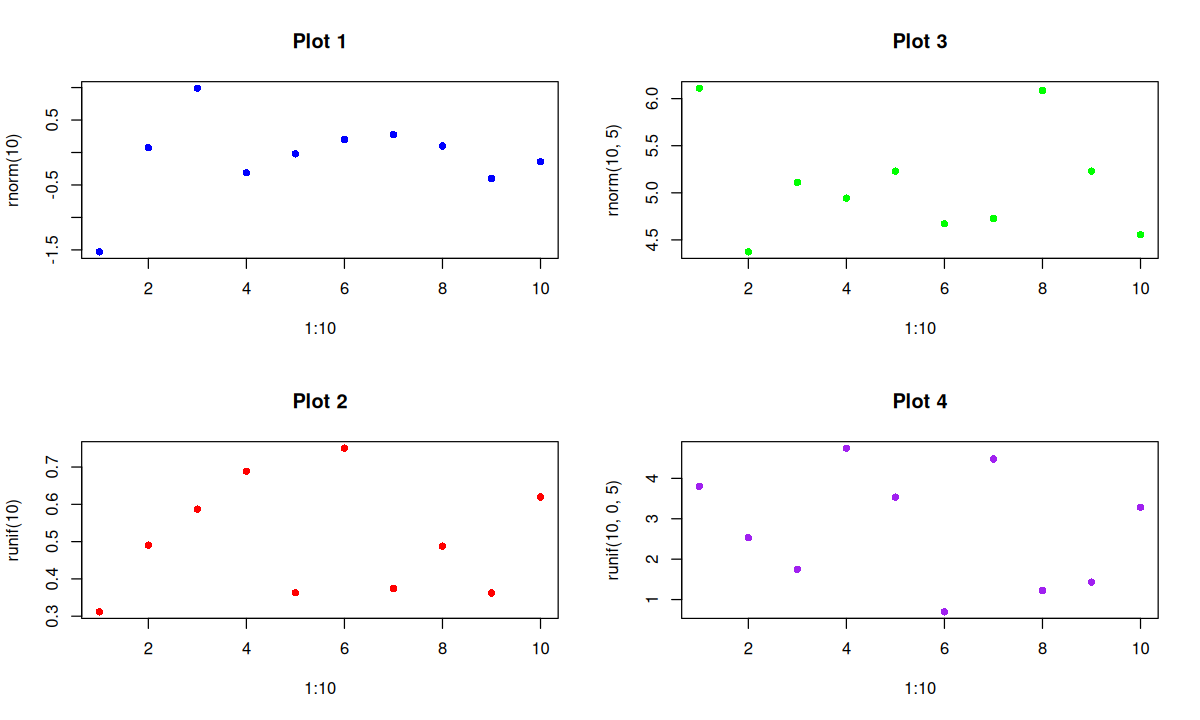 Plot 1
rnorm(10)
0.5
-0.5
-1.5
2 4 6 8 10
1:10
Plot 3
rnorm(10, 5)
6.0
5.5
5.0
4.5
2 4 6 8 10
1:10
Plot 2
runif(10)
0.7
0.6
0.5
0.4
0.3
2 4 6 8 10
1:10
Plot 4
runif(10, 0, 5)
4
3
2
1
2 4 6 8 10
1:10